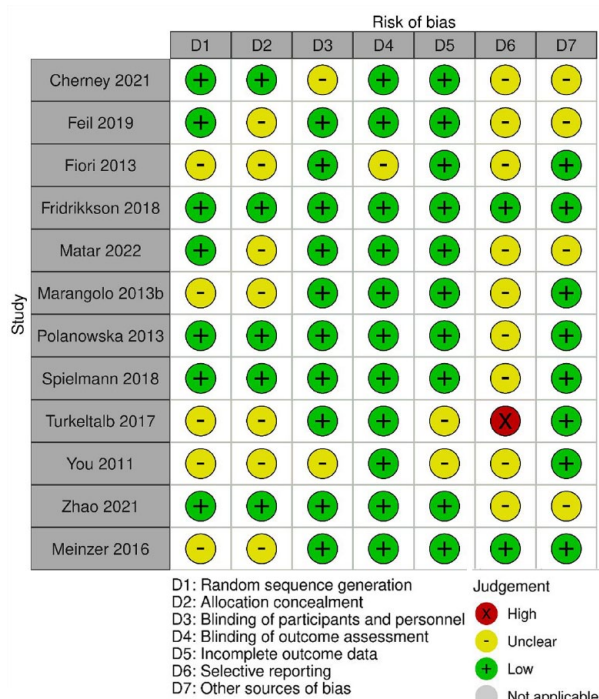 Risk of bias
D1 D2 D3 D4 D5 D6 D7
Study
Cherney 2021 + + - + + - -
Feil 2019 + - + + + - -
Fiori 2013 - - + - + - +
Fridrikkson 2018 + + + + + + +
Matar 2022 + - + + + - -
Marangolo 2013b - - + + + - +
Polanowska 2013 + + + + + - +
Spielmann 2018 + + + + + - +
Turkeltalb 2017 - - + + - X +
You 2011 - - - + - - +
Zhao 2021 + + + + + - -
Meinzer 2016 - - + + + + +
D1: Random sequence generation
D2: Allocation concealment
D3: Blinding of participants and personnel
D4: Blinding of outcome assessment
D5: Incomplete outcome data
D6: Selective reporting
D7: Other sources of bias
Judgement
X High
- Unclear
+ Low
Not applicable